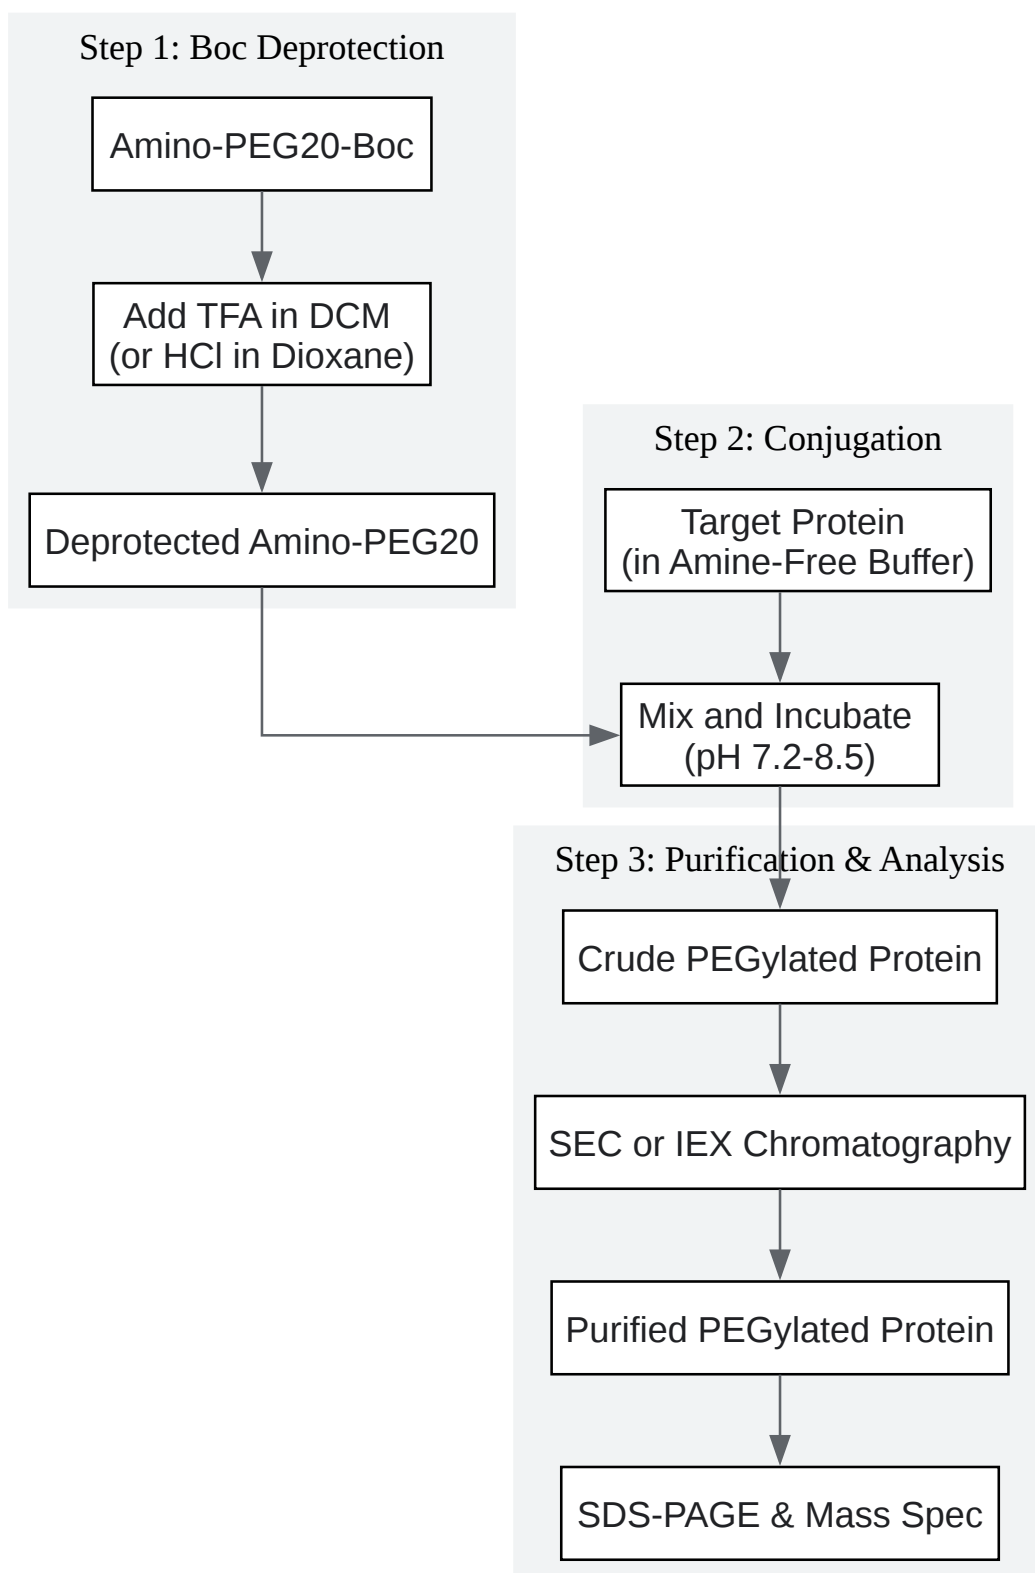 Step 1: Boc Deprotection
Amino-PEG20-Boc
Add TFA in DCM
(or HCl in Dioxane)
Deprotected Amino-PEG20
Step 2: Conjugation
Target Protein
(in Amine-Free Buffer)
Mix and Incubate
(pH 7.2-8.5)
Step 3: Purification & Analysis
Crude PEGylated Protein
SEC or IEX Chromatography
Purified PEGylated Protein
SDS-PAGE & Mass Spec